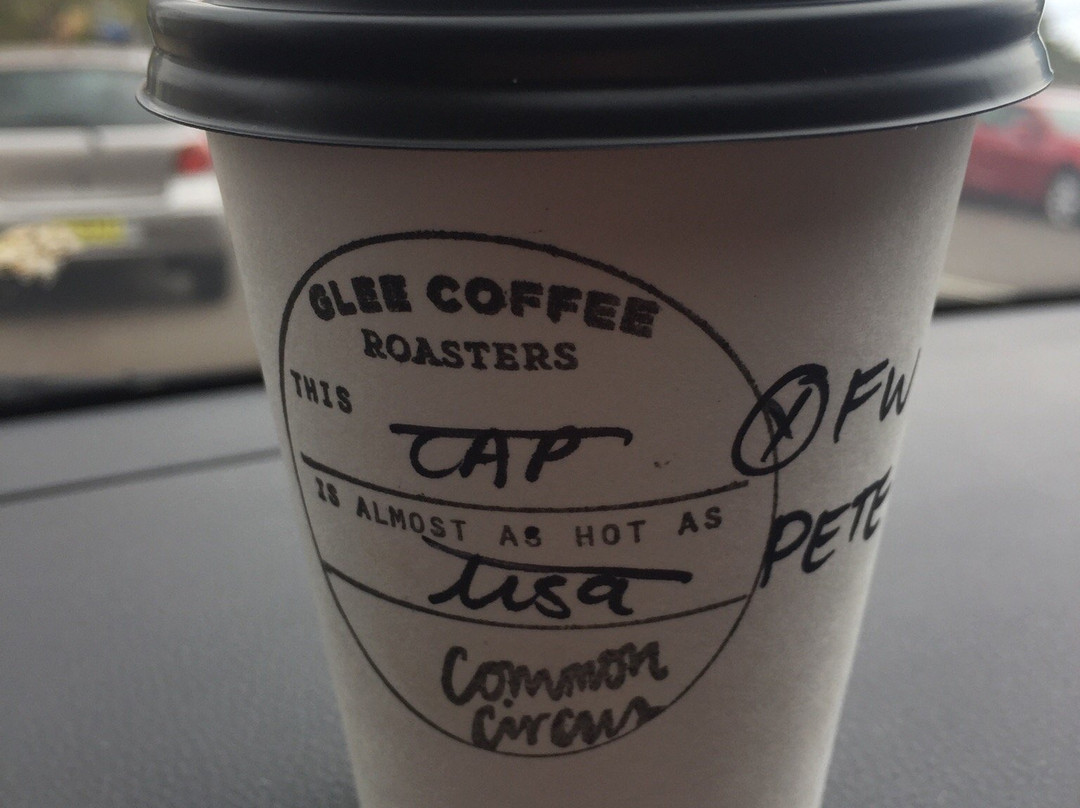 GLEE COFFEE
ROASTERS
THIS
CAP
IS ALMOST AS HOT AS
Lisa
Common
Circus
X FW
PETE